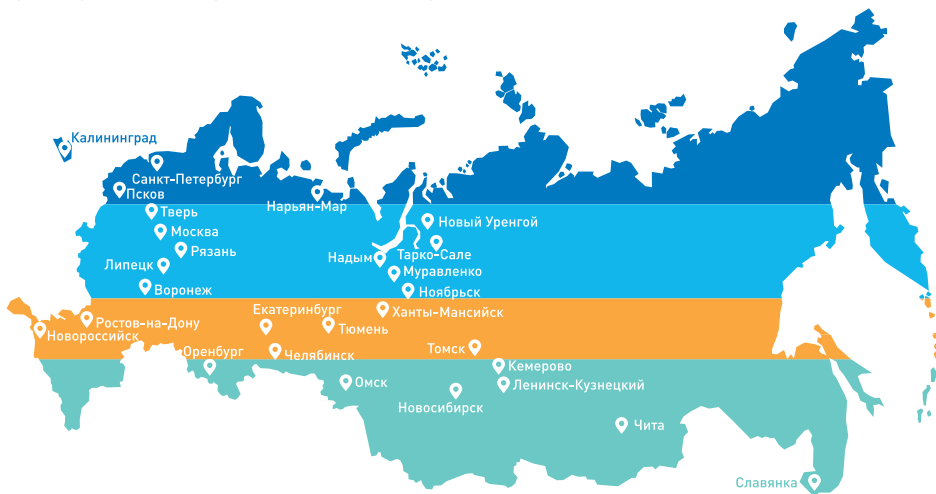 Калининград
Санкт-Петербург
Псков
Нарьян-Мар
Тверь
Новый Уренгой
Москва
Рязань
Тарко-Сале
Надым
Липецк
Муравленко
Воронеж
Ноябрьск
Екатеринбург
Ханты-Мансийск
Ростов-на-Дону
Тюмень
Новороссийск
Томск
Оренбург
Челябинск
Кемерово
Омск
Ленинск-Кузнецкий
Новосибирск
Чита
Славянка